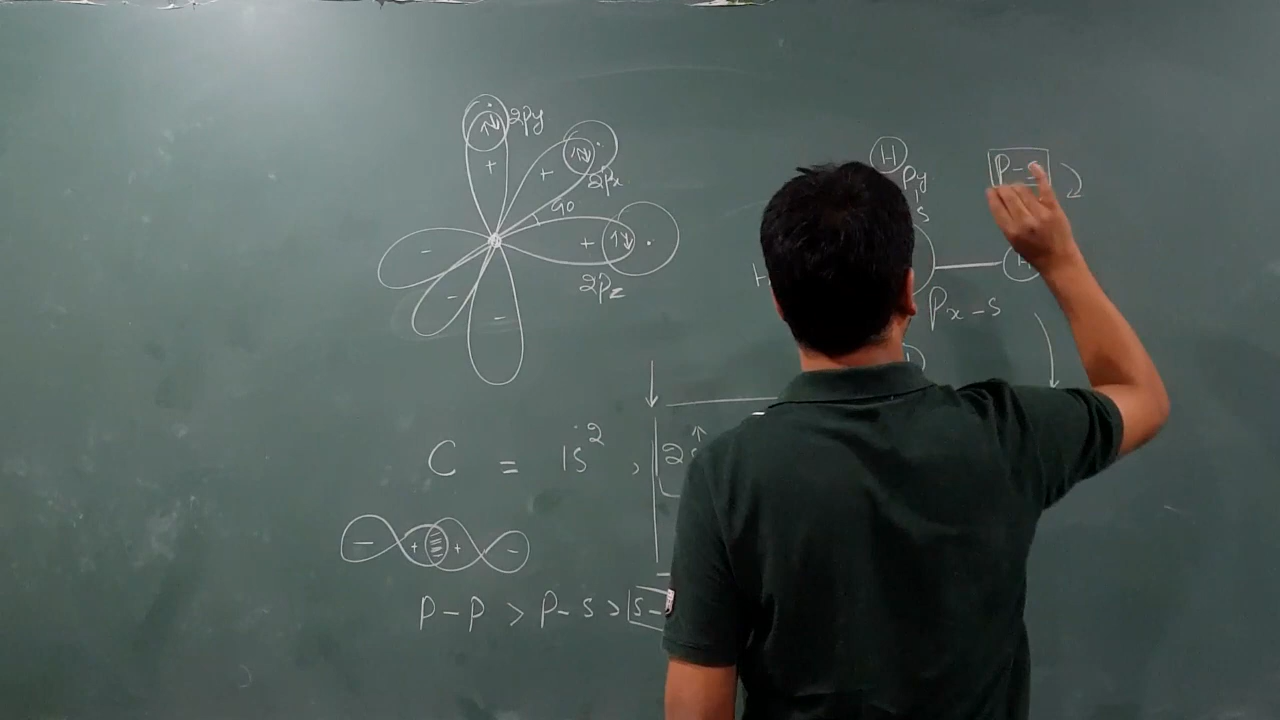 2py
↑↓
+
↑↓
+
2px
90
+ ↑↓
2pz
-
-
-
H
py
s
p-s
H
px-s
C = 1s², 2s
- + + -
P-P > P-s > s-